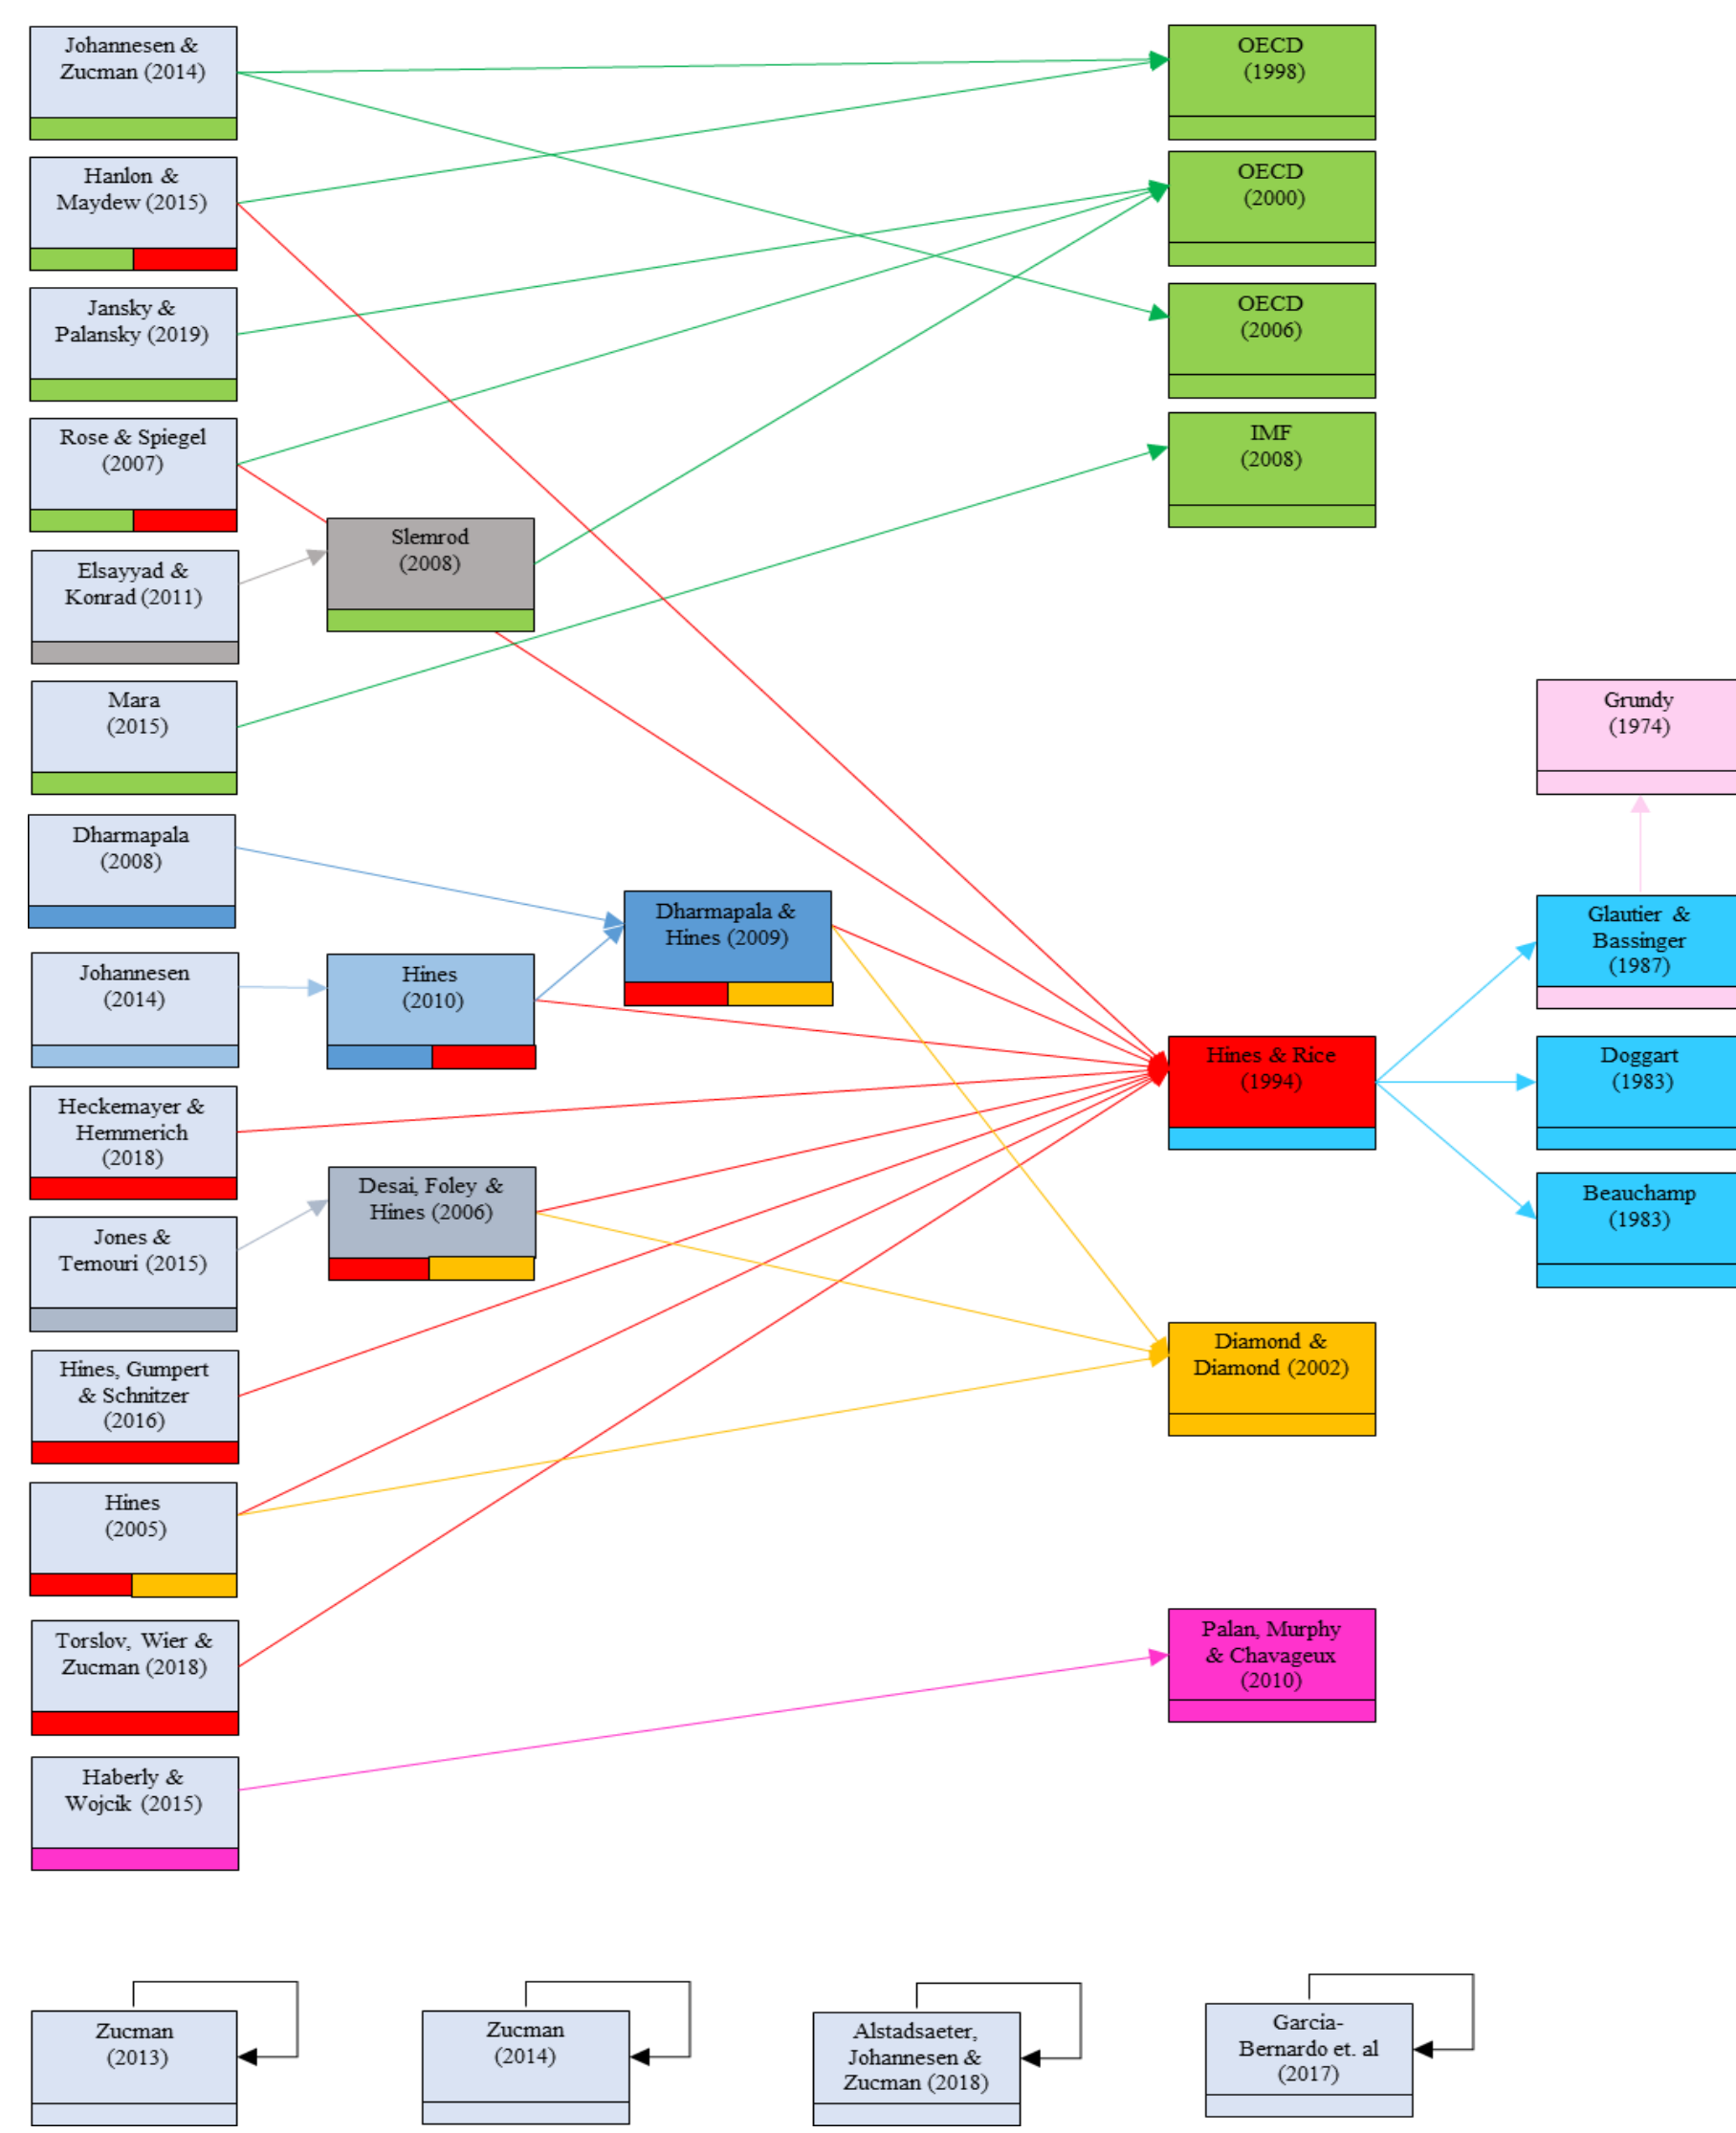 Johannesen &
Zucman (2014)
OECD
(1998)
Hanlon &
Maydew (2015)
OECD
(2000)
Jansky &
Palansky (2019)
OECD
(2006)
Rose & Spiegel
(2007)
IMF
(2008)
Slemrod
(2008)
Elsayyad &
Konrad (2011)
Mara
(2015)
Grundy
(1974)
Dharmapala
(2008)
Dharmapala &
Hines (2009)
Glautier &
Bassinger
(1987)
Johannesen
(2014)
Hines
(2010)
Hines & Rice
(1994)
Doggart
(1983)
Heckemayer &
Hemmerich
(2018)
Desai, Foley &
Hines (2006)
Beauchamp
(1983)
Jones &
Temouri (2015)
Diamond &
Diamond (2002)
Hines, Gumpert
& Schnitzer
(2016)
Hines
(2005)
Torslov, Wier &
Zucman (2018)
Palan, Murphy
& Chavageux
(2010)
Haberly &
Wojcik (2015)
Zucman
(2013)
Zucman
(2014)
Alstadsaeter,
Johannesen &
Zucman (2018)
Garcia-
Bernardo et. al
(2017)